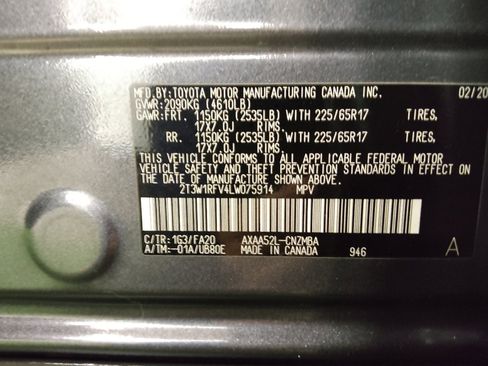 MFD.BY:TOYOTA MOTOR MANUFACTURING CANADA INC. 02/20
GVWR:2090KG (4610LB)
GAWR:FRT. 1150KG (2535LB) WITH 225/65R17 TIRES,
17X7.0J RIMS.
RR. 1150KG (2535LB) WITH 225/65R17 TIRES,
17X7.0J RIMS.
THIS VEHICLE CONFORMS TO ALL APPLICABLE FEDERAL MOTOR
VEHICLE SAFETY AND THEFT PREVENTION STANDARDS
IN EFFECT ON THE DATE OF MANUFACTURE SHOWN ABOVE.
2T3W1RFV4LW075914 MPV
C/TR:1G3/FA20 AXAA52L-CNZMBA
A/TM:-01A/UB80E MADE IN CANADA 946 A